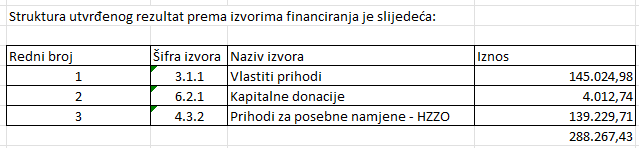 Struktura utvrđenog rezultat prema izvorima financiranja je slijedeća:
Redni broj Šifra izvora Naziv izvora Iznos
1 3.1.1 Vlastiti prihodi 145.024,98
2 6.2.1 Kapitalne donacije 4.012,74
3 4.3.2 Prihodi za posebne namjene - HZZO 139.229,71
288.267,43